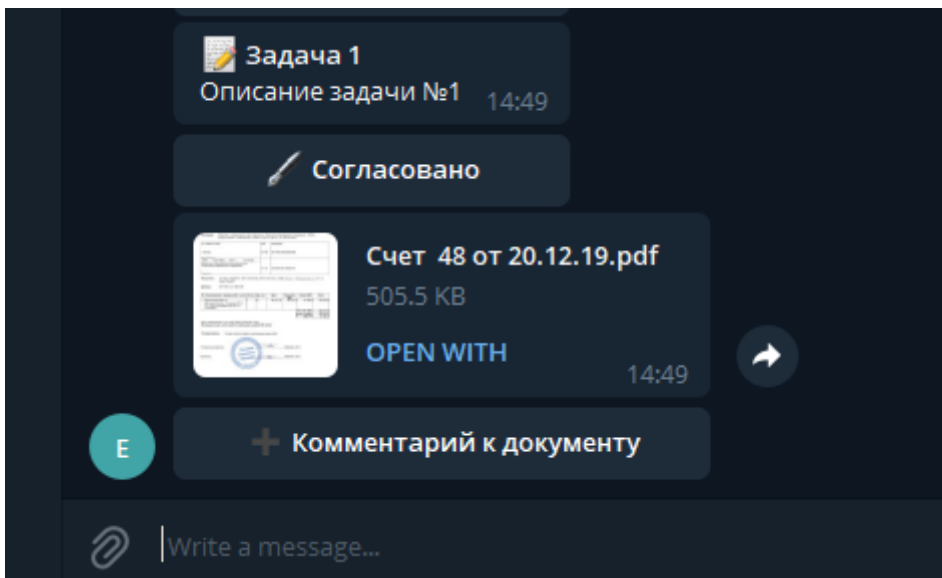 📝 Задача 1
Описание задачи №1 14:49
🖌 Согласовано
Счет 48 от 20.12.19.pdf
505.5 KB
OPEN WITH
14:49
E
➕ Комментарий к документу
Write a message...